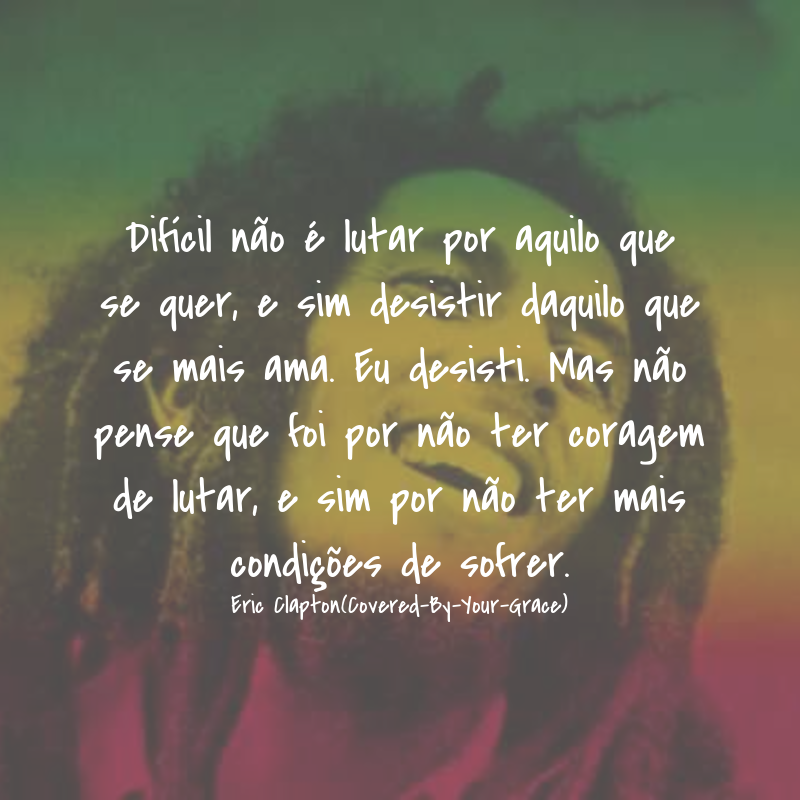 Difícil não é lutar por aquilo que
se quer, e sim desistir daquilo que
se mais ama. Eu desisti. Mas não
pense que foi por não ter coragem
de lutar, e sim por não ter mais
condições de sofrer.
Eric Clapton(Covered-By-Your-Grace)